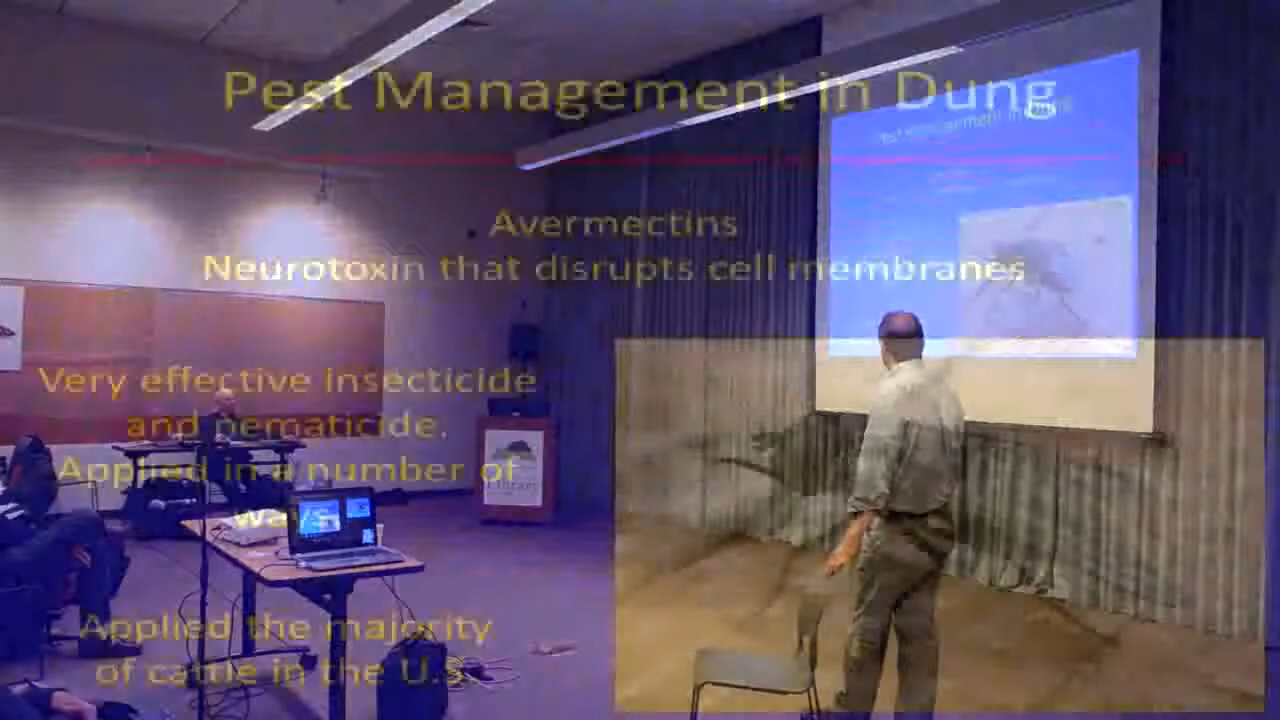 Pest Management in Dung
Avermectins
Neurotoxin that disrupts cell membranes
Very effective insecticide
and nematicide.
Applied in a number of
ways
Applied the majority
of cattle in the U.S.